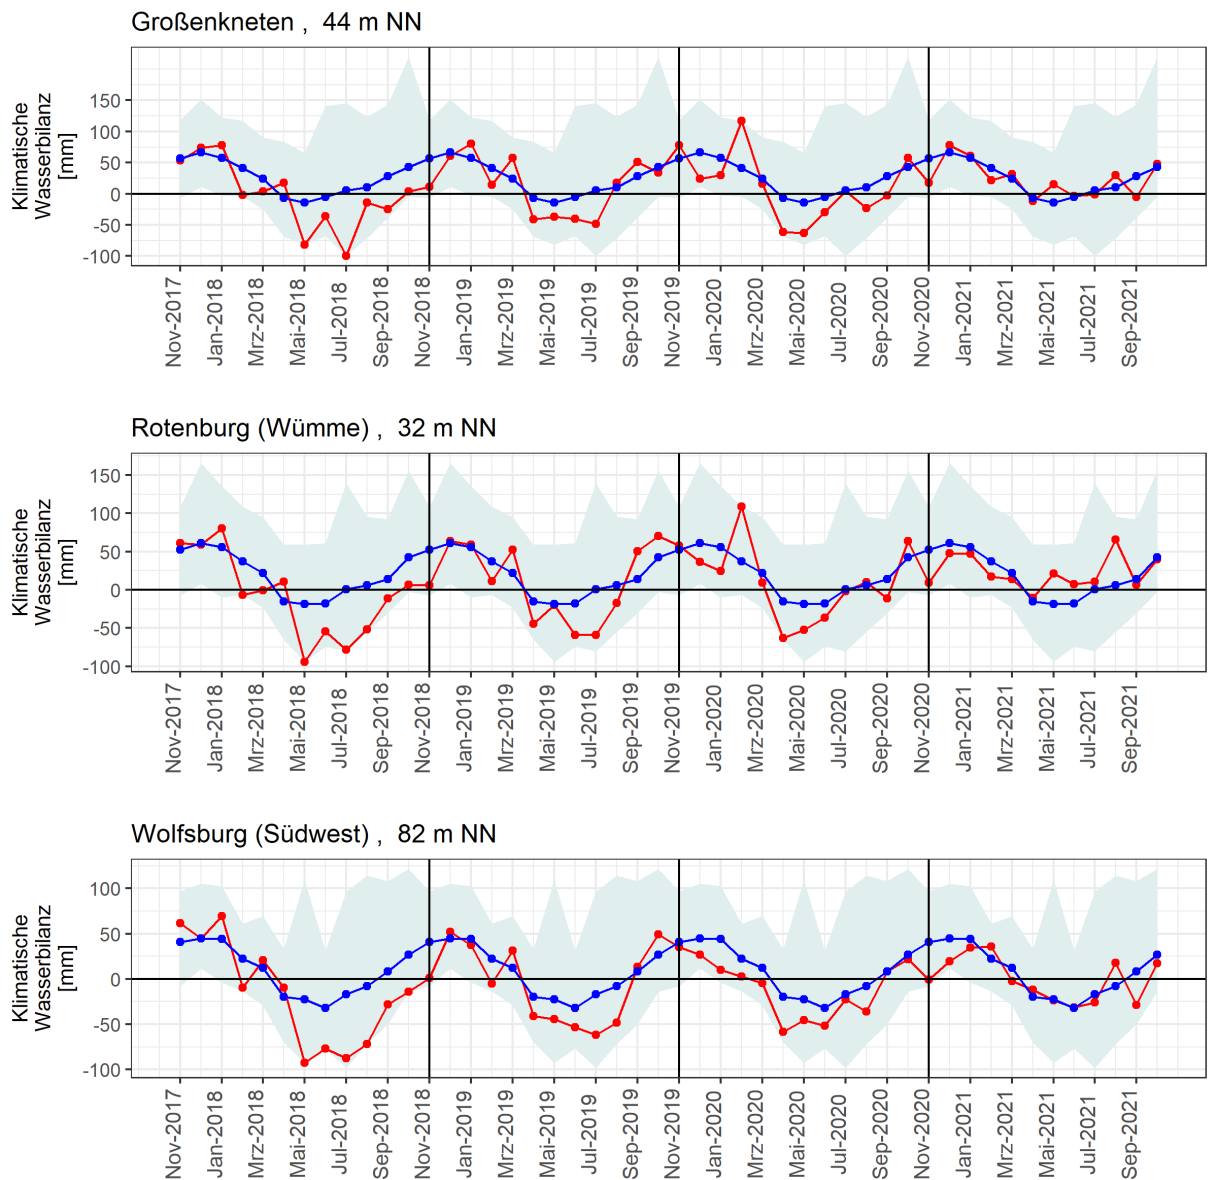 Großenkneten ,  44 m NN
Klimatische
Wasserbilanz
[mm]
150
100
50
0
-50
-100
Nov-2017
Jan-2018
Mrz-2018
Mai-2018
Jul-2018
Sep-2018
Nov-2018
Jan-2019
Mrz-2019
Mai-2019
Jul-2019
Sep-2019
Nov-2019
Jan-2020
Mrz-2020
Mai-2020
Jul-2020
Sep-2020
Nov-2020
Jan-2021
Mrz-2021
Mai-2021
Jul-2021
Sep-2021
Rotenburg (Wümme) ,  32 m NN
Klimatische
Wasserbilanz
[mm]
150
100
50
0
-50
-100
Nov-2017
Jan-2018
Mrz-2018
Mai-2018
Jul-2018
Sep-2018
Nov-2018
Jan-2019
Mrz-2019
Mai-2019
Jul-2019
Sep-2019
Nov-2019
Jan-2020
Mrz-2020
Mai-2020
Jul-2020
Sep-2020
Nov-2020
Jan-2021
Mrz-2021
Mai-2021
Jul-2021
Sep-2021
Wolfsburg (Südwest) ,  82 m NN
Klimatische
Wasserbilanz
[mm]
100
50
0
-50
-100
Nov-2017
Jan-2018
Mrz-2018
Mai-2018
Jul-2018
Sep-2018
Nov-2018
Jan-2019
Mrz-2019
Mai-2019
Jul-2019
Sep-2019
Nov-2019
Jan-2020
Mrz-2020
Mai-2020
Jul-2020
Sep-2020
Nov-2020
Jan-2021
Mrz-2021
Mai-2021
Jul-2021
Sep-2021